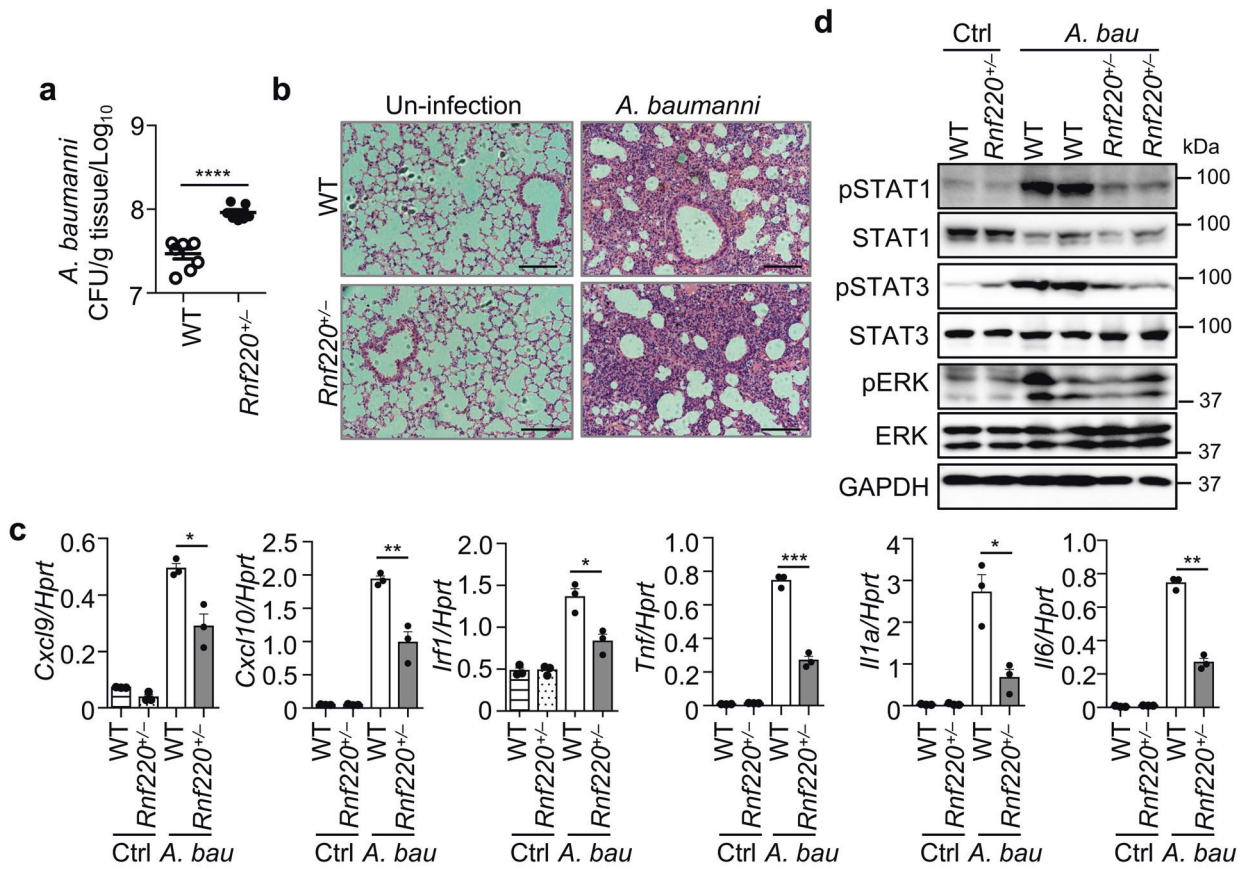 a
A. baumanni
CFU/g tissue/Log10
9
8
7
****
WT
Rnf220+/–
b
Un-infection
A. baumanni
WT
Rnf220+/–
d
Ctrl
A. bau
WT
Rnf220+/–
WT
WT
Rnf220+/–
Rnf220+/–
kDa
pSTAT1
100
STAT1
100
pSTAT3
100
STAT3
100
pERK
37
ERK
37
GAPDH
37
c
Cxcl9/Hprt
0.6
0.4
0.2
0
*
WT
Rnf220+/–
WT
Rnf220+/–
Ctrl A. bau
Cxcl10/Hprt
2.5
2.0
1.5
1.0
0.5
0.0
**
WT
Rnf220+/–
WT
Rnf220+/–
Ctrl A. bau
Irf1/Hprt
2.0
1.5
1.0
0.5
0
*
WT
Rnf220+/–
WT
Rnf220+/–
Ctrl A. bau
Tnf/Hprt
1.0
0.8
0.6
0.4
0.2
0
***
WT
Rnf220+/–
WT
Rnf220+/–
Ctrl A. bau
Il1a/Hprt
4
3
2
1
0
*
WT
Rnf220+/–
WT
Rnf220+/–
Ctrl A. bau
Il6/Hprt
1.0
0.8
0.6
0.4
0.2
0
**
WT
Rnf220+/–
WT
Rnf220+/–
Ctrl A. bau